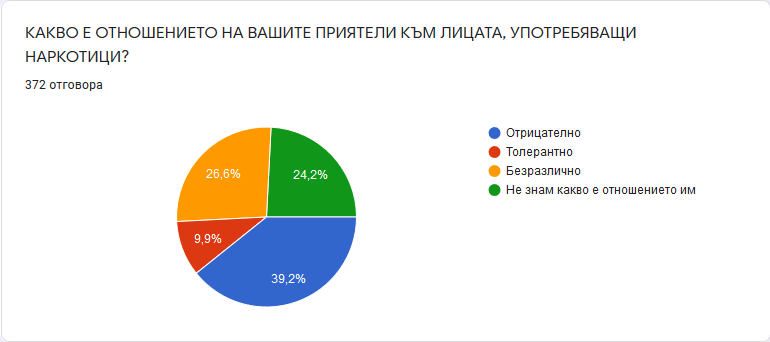 КАКВО Е ОТНОШЕНИЕТО НА ВАШИТЕ ПРИЯТЕЛИ КЪМ ЛИЦАТА, УПОТРЕБЯВАЩИ
НАРКОТИЦИ?
372 отговора
Отрицателно
Толерантно
Безразлично
Не знам какво е отношението им
26,6%
24,2%
9,9%
39,2%